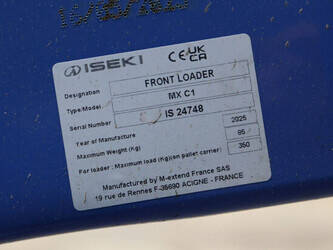 ISEKI CE UK CA
Designation FRONT LOADER
Type/Model MX C1
Serial Number IS 24748
Year of Manufacture 2025
Maximum Weight (Kg) 95
For loader : Maximum load (Kg)(on pallet carrier) 350
Manufactured by M-extend France SAS
19 rue de Rennes F-35690 ACIGNE - FRANCE